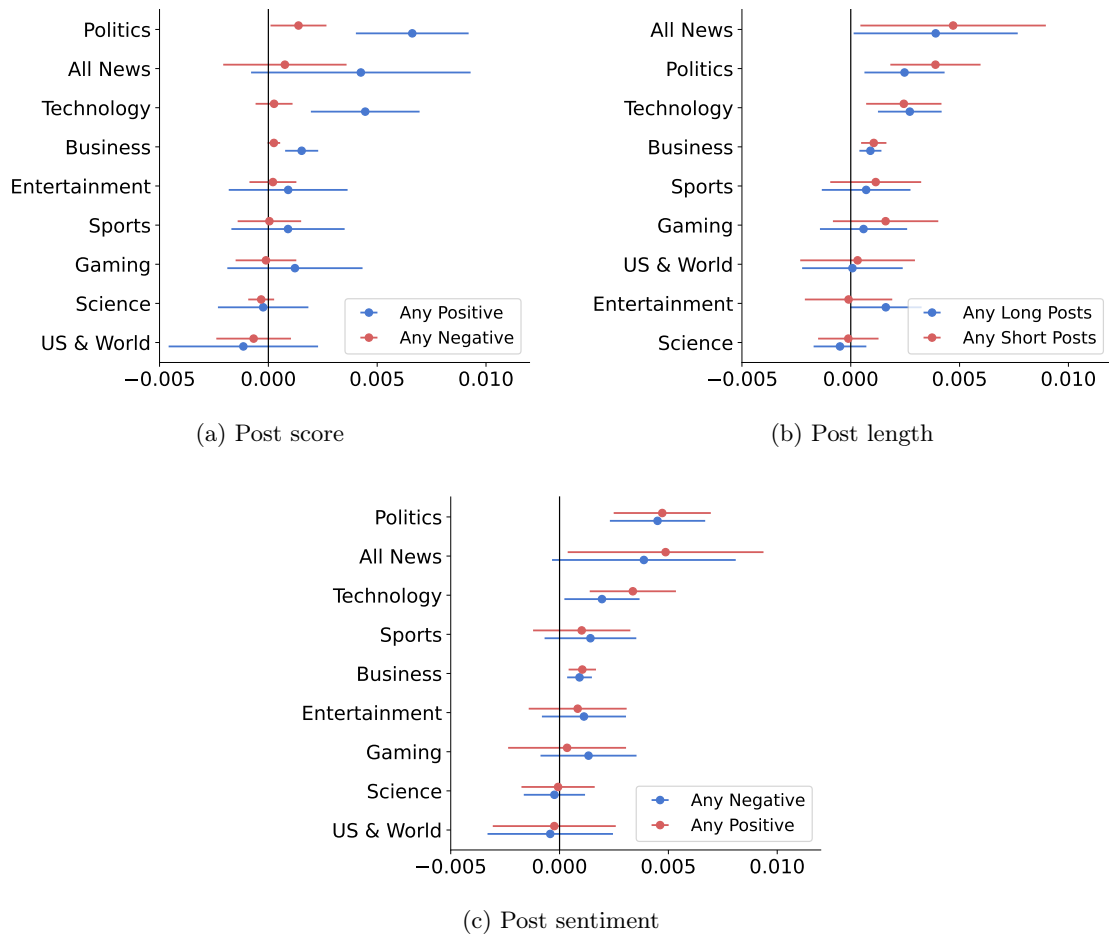 Politics
All News
Technology
Business
Entertainment
Sports
Gaming
Science
US & World
Any Positive
Any Negative
−0.005 0.000 0.005 0.010
(a) Post score
All News
Politics
Technology
Business
Sports
Gaming
US & World
Entertainment
Science
Any Long Posts
Any Short Posts
−0.005 0.000 0.005 0.010
(b) Post length
Politics
All News
Technology
Sports
Business
Entertainment
Gaming
Science
US & World
Any Negative
Any Positive
−0.005 0.000 0.005 0.010
(c) Post sentiment